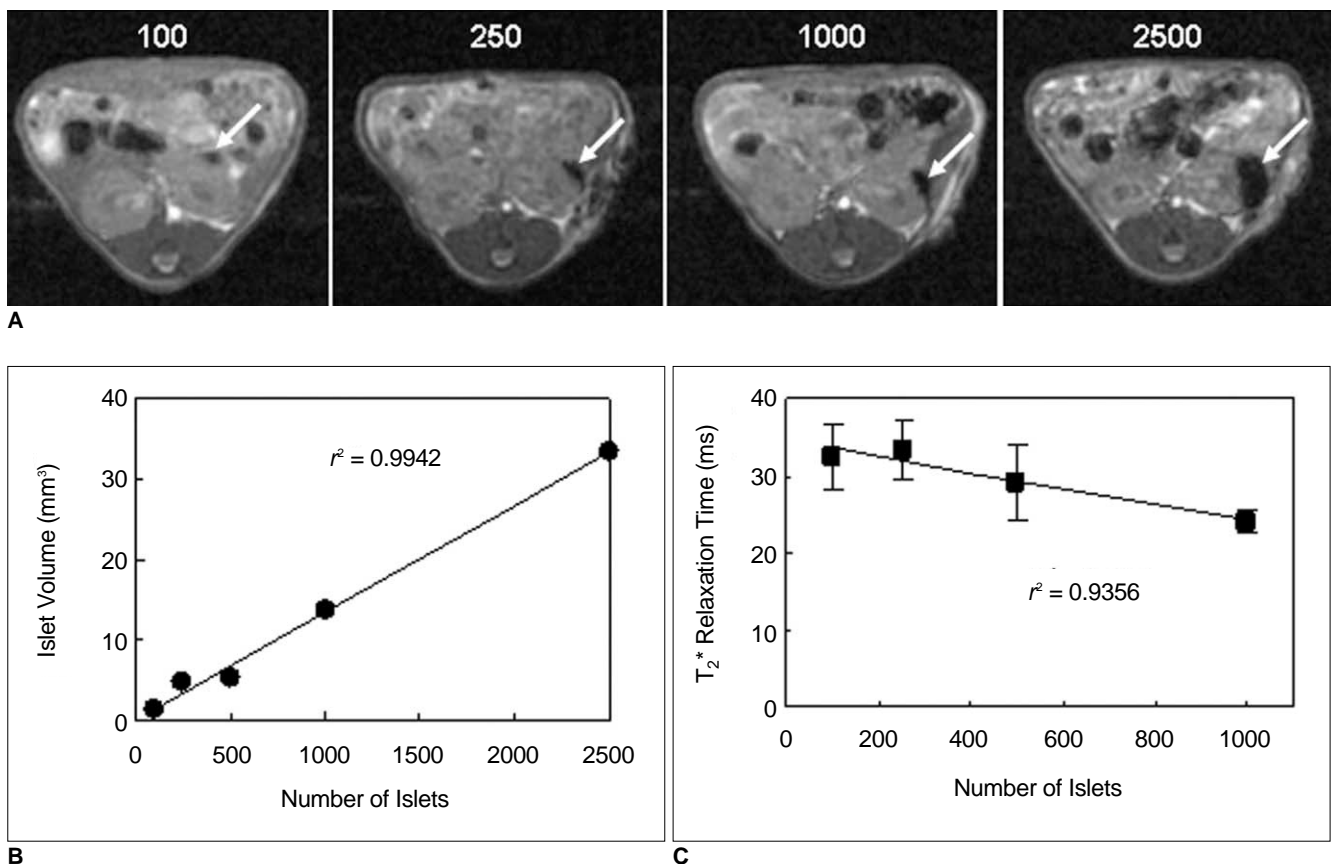 100
250
1000
2500
A
40
30
20
10
0
Islet Volume (mm³)
r² = 0.9942
0
500
1000
1500
2000
2500
Number of Islets
B
40
30
20
10
0
T₂* Relaxation Time (ms)
r² = 0.9356
0
200
400
600
800
1000
Number of Islets
C